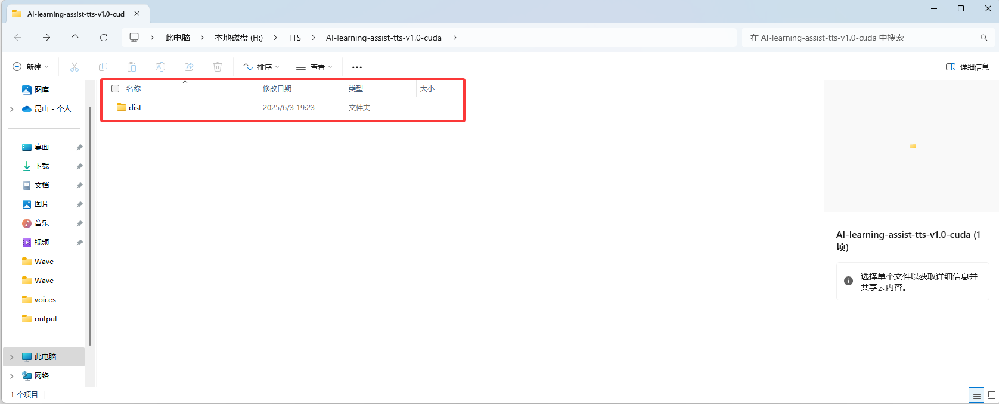 AI-learning-assist-tts-v1.0-cud
此电脑 本地磁盘 (H:) TTS AI-learning-assist-tts-v1.0-cuda
在 AI-learning-assist-tts-v1.0-cuda 中搜索
新建 排序 查看 详细信息
图库
昆山 - 个人
桌面
下载
文档
图片
音乐
视频
Wave
Wave
voices
output
此电脑
网络
名称 修改日期 类型 大小
dist 2025/6/3 19:23 文件夹
AI-learning-assist-tts-v1.0-cuda (1
项)
选择单个文件以获取详细信息并
共享云内容。
1 个项目